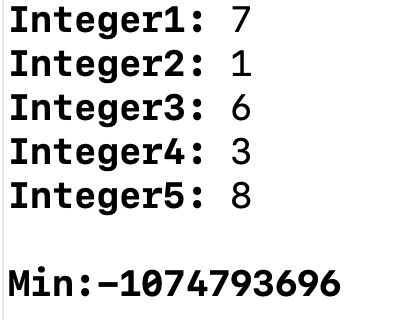 Integer1: 7
Integer2: 1
Integer3: 6
Integer4: 3
Integer5: 8
Min:-1074793696